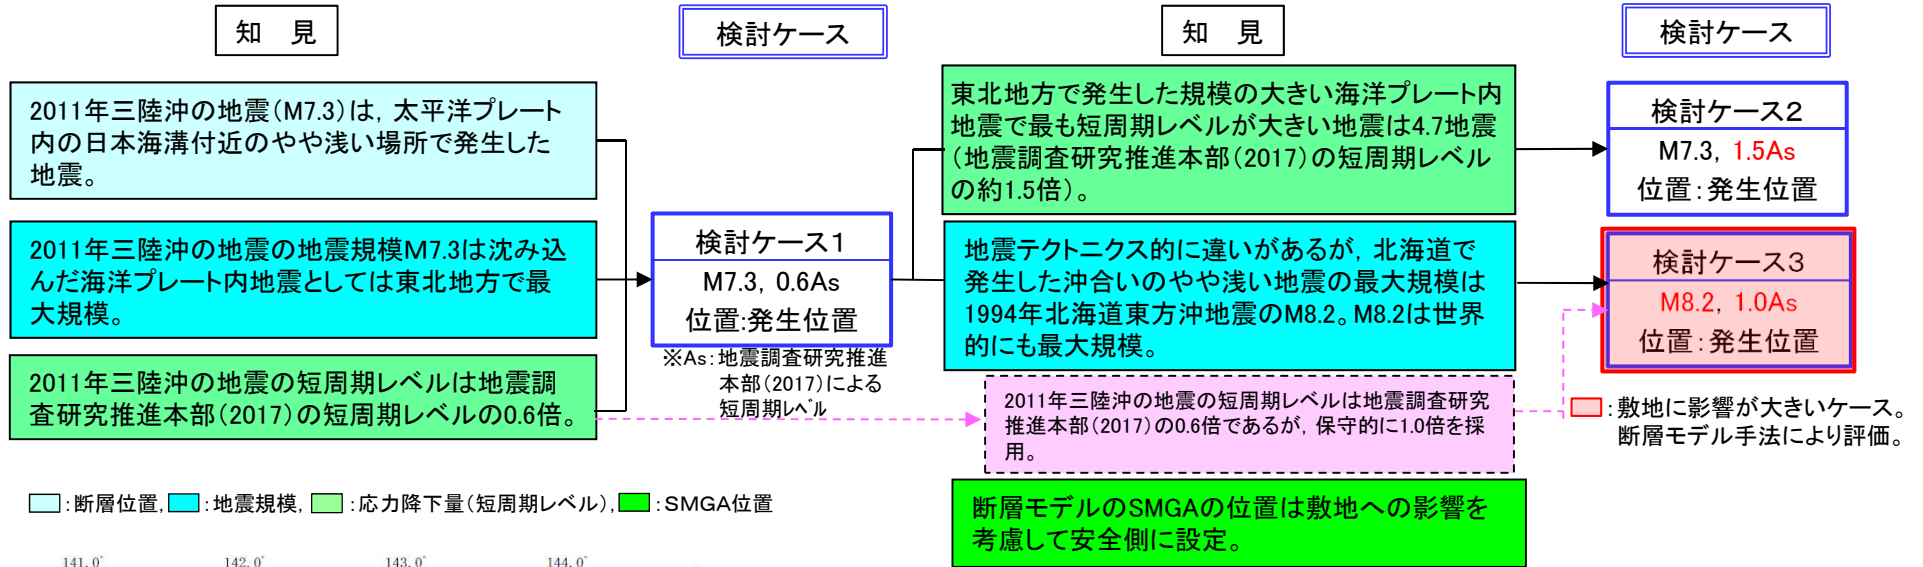 知　見
検討ケース
知　見
検討ケース
2011年三陸沖の地震(M7.3)は，太平洋プレート
内の日本海溝付近のやや浅い場所で発生した
地震。
2011年三陸沖の地震の地震規模M7.3は沈み込
んだ海洋プレート内地震としては東北地方で最
大規模。
2011年三陸沖の地震の短周期レベルは地震調
査研究推進本部(2017)の短周期レベルの0.6倍。
検討ケース1
M7.3，0.6As
位置:発生位置
※As：地震調査研究推進
本部(2017)による
短周期レベル
東北地方で発生した規模の大きい海洋プレート内
地震で最も短周期レベルが大きい地震は4.7地震
(地震調査研究推進本部(2017)の短周期レベル
の約1.5倍)。
地震テクトニクス的に違いがあるが，北海道で
発生した沖合いのやや浅い地震の最大規模は
1994年北海道東方沖地震のM8.2。M8.2は世界
的にも最大規模。
2011年三陸沖の地震の短周期レベルは地震調査研究
推進本部(2017)の0.6倍であるが，保守的に1.0倍を採
用。
断層モデルのSMGAの位置は敷地への影響を
考慮して安全側に設定。
検討ケース2
M7.3，1.5As
位置：発生位置
検討ケース3
M8.2，1.0As
位置：発生位置
：敷地に影響が大きいケース。
断層モデル手法により評価。
：断層位置，：地震規模，：応力降下量(短周期レベル)，：SMGA位置
141.0° 142.0° 143.0° 144.0°